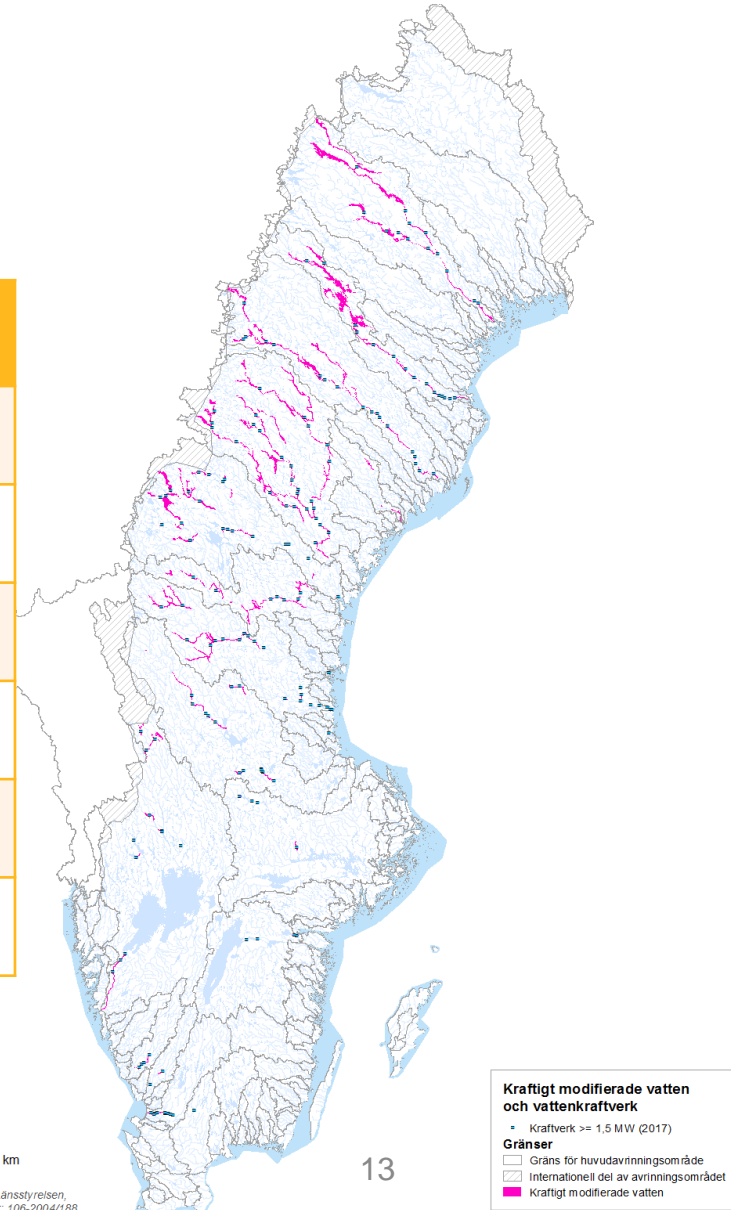 km
änsstyrelsen,
106-2004/188
13
Kraftigt modifierade vatten
och vattenkraftverk
Kraftverk >= 1,5 MW (2017)
Gränser
Gräns för huvudavrinningsområde
Internationell del av avrinningsområdet
Kraftigt modifierade vatten